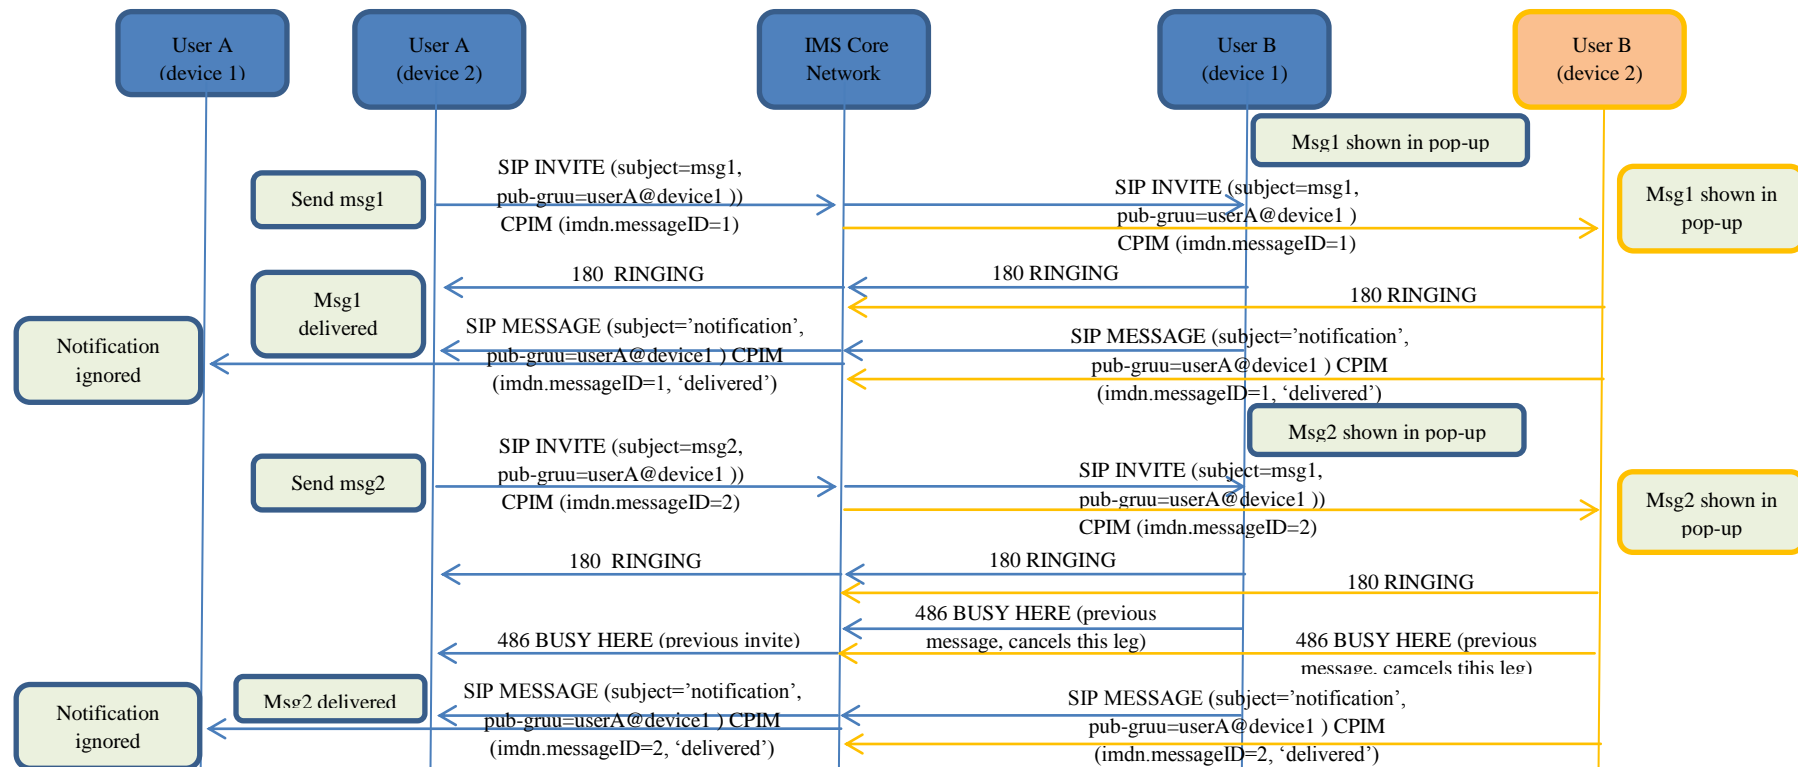 User A
(device 1)
User A
(device 2)
IMS Core
Network
User B
(device 1)
User B
(device 2)
Msg1 shown in pop-up
SIP INVITE (subject=msg1,
pub-gruu=userA@device1 ))
CPIM (imdn.messageID=1)
Send msg1
SIP INVITE (subject=msg1,
pub-gruu=userA@device1 )
CPIM (imdn.messageID=1)
Msg1 shown in
pop-up
180 RINGING
180 RINGING
180 RINGING
Msg1
delivered
SIP MESSAGE (subject=’notification’,
pub-gruu=userA@device1 ) CPIM
(imdn.messageID=1, ‘delivered’)
SIP MESSAGE (subject=’notification’,
pub-gruu=userA@device1 ) CPIM
(imdn.messageID=1, ‘delivered’)
Notification
ignored
Msg2 shown in pop-up
SIP INVITE (subject=msg2,
pub-gruu=userA@device1 ))
CPIM (imdn.messageID=2)
Send msg2
SIP INVITE (subject=msg1,
pub-gruu=userA@device1 ))
CPIM (imdn.messageID=2)
Msg2 shown in
pop-up
180 RINGING
180 RINGING
180 RINGING
486 BUSY HERE (previous
message, cancels this leg)
486 BUSY HERE (previous invite)
486 BUSY HERE (previous
message, camcels tihis leg)
Msg2 delivered
SIP MESSAGE (subject=’notification’,
pub-gruu=userA@device1 ) CPIM
(imdn.messageID=2, ‘delivered’)
SIP MESSAGE (subject=’notification’,
pub-gruu=userA@device1 ) CPIM
(imdn.messageID=2, ‘delivered’)
Notification
ignored